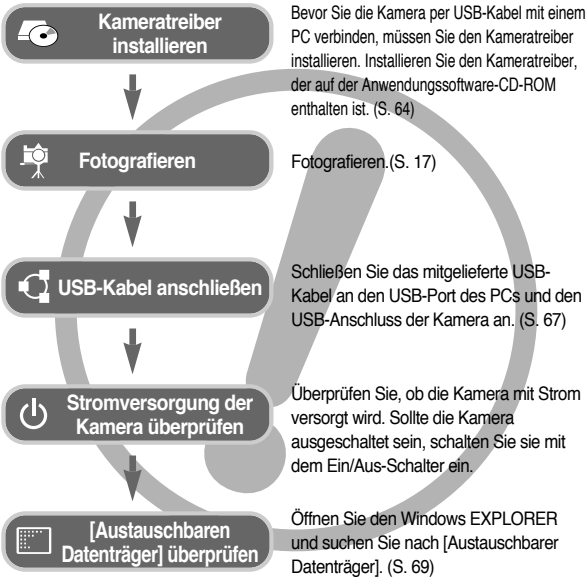 Kameratreiber
installieren
Bevor Sie die Kamera per USB-Kabel mit einem
PC verbinden, müssen Sie den Kameratreiber
installieren. Installieren Sie den Kameratreiber,
der auf der Anwendungssoftware-CD-ROM
enthalten ist. (S. 64)
Fotografieren
Fotografieren.(S. 17)
USB-Kabel anschließen
Schließen Sie das mitgelieferte USB-
Kabel an den USB-Port des PCs und den
USB-Anschluss der Kamera an. (S. 67)
Stromversorgung der
Kamera überprüfen
Überprüfen Sie, ob die Kamera mit Strom
versorgt wird. Sollte die Kamera
ausgeschaltet sein, schalten Sie sie mit
dem Ein/Aus-Schalter ein.
[Austauschbaren
Datenträger] überprüfen
Öffnen Sie den Windows EXPLORER
und suchen Sie nach [Austauschbarer
Datenträger]. (S. 69)